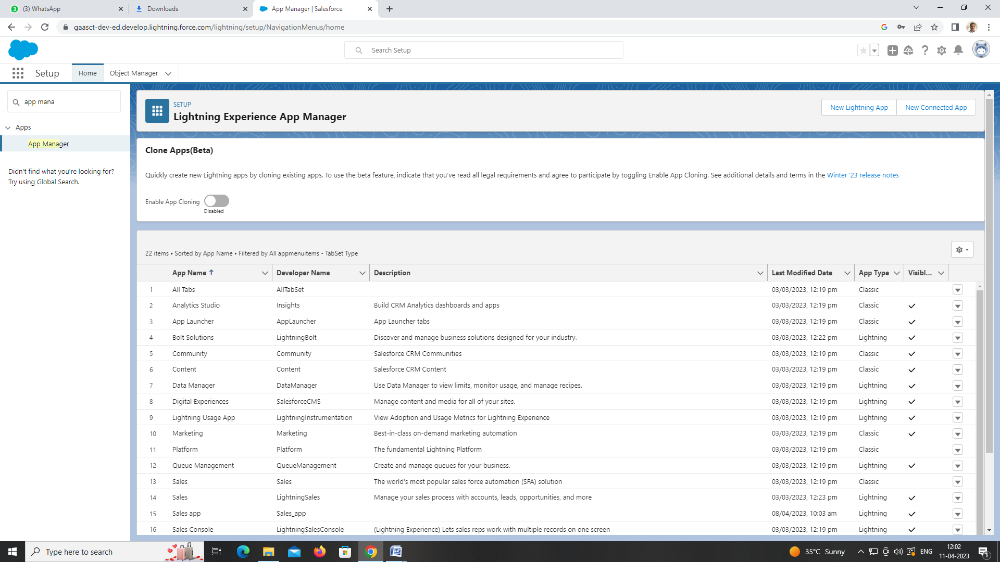 (3) WhatsApp
Downloads
App Manager | Salesforce
gaasct-dev-ed.develop.lightning.force.com/lightning/setup/NavigationMenus/home
Search Setup
Setup
Home
Object Manager
app mana
Apps
App Manager
Didn't find what you're looking for?
Try using Global Search.
SETUP
Lightning Experience App Manager
New Lightning App
New Connected App
Clone Apps(Beta)
Quickly create new Lightning apps by cloning existing apps. To use the beta feature, indicate that you've read all legal requirements and agree to participate by toggling Enable App Cloning. See additional details and terms in the Winter '23 release notes
Enable App Cloning
Disabled
22 items • Sorted by App Name • Filtered by All appmenuitems - TabSet Type
App Name Developer Name Description Last Modified Date App Type Visibl...
1 All Tabs AllTabSet 03/03/2023, 12:19 pm Classic
2 Analytics Studio Insights Build CRM Analytics dashboards and apps 03/03/2023, 12:19 pm Classic
3 App Launcher AppLauncher App Launcher tabs 03/03/2023, 12:19 pm Classic
4 Bolt Solutions LightningBolt Discover and manage business solutions designed for your industry. 03/03/2023, 12:22 pm Lightning
5 Community Community Salesforce CRM Communities 03/03/2023, 12:19 pm Classic
6 Content Content Salesforce CRM Content 03/03/2023, 12:19 pm Classic
7 Data Manager DataManager Use Data Manager to view limits, monitor usage, and manage recipes. 03/03/2023, 12:19 pm Lightning
8 Digital Experiences SalesforceCMS Manage content and media for all of your sites. 03/03/2023, 12:19 pm Lightning
9 Lightning Usage App LightningInstrumentation View Adoption and Usage Metrics for Lightning Experience 03/03/2023, 12:19 pm Lightning
10 Marketing Marketing Best-in-class on-demand marketing automation 03/03/2023, 12:19 pm Classic
11 Platform Platform The fundamental Lightning Platform 03/03/2023, 12:19 pm Classic
12 Queue Management QueueManagement Create and manage queues for your business. 03/03/2023, 12:19 pm Lightning
13 Sales Sales The world's most popular sales force automation (SFA) solution 03/03/2023, 12:19 pm Classic
14 Sales LightningSales Manage your sales process with accounts, leads, opportunities, and more 03/03/2023, 12:23 pm Lightning
15 Sales app Sales_app 08/04/2023, 10:03 am Lightning
16 Sales Console LightningSalesConsole (Lightning Experience) Lets sales reps work with multiple records on one screen 03/03/2023, 12:19 pm Lightning
Type here to search
35°C Sunny
ENG
12:02
11-04-2023
1